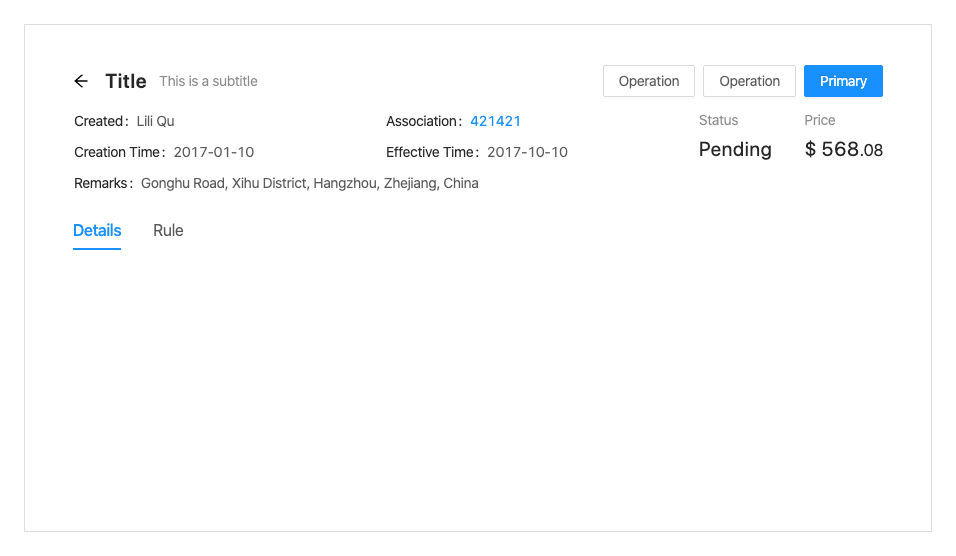 Title This is a subtitle Operation Operation Primary
Created: Lili Qu Association: 421421 Status Price
Creation Time: 2017-01-10 Effective Time: 2017-10-10 Pending $ 568.08
Remarks: Gonghu Road, Xihu District, Hangzhou, Zhejiang, China
Details Rule